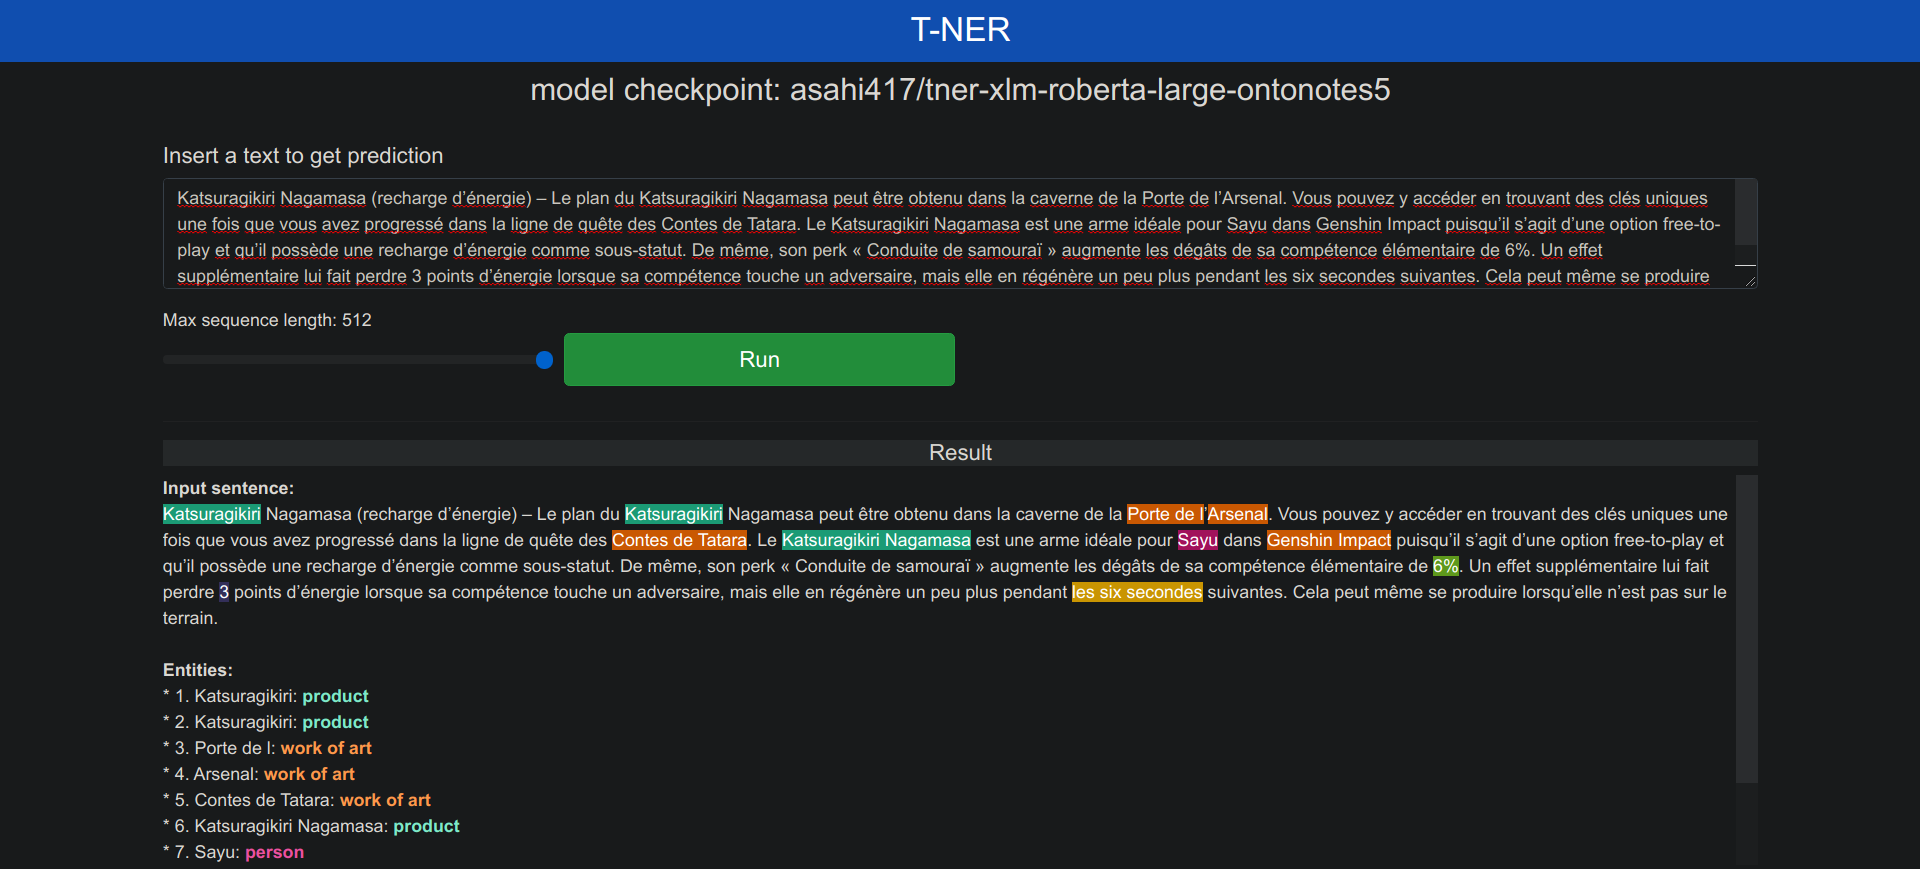 T-NER
model checkpoint: asahi417/tner-xlm-roberta-large-ontonotes5
Insert a text to get prediction
Katsuragikiri Nagamasa (recharge d’énergie) – Le plan du Katsuragikiri Nagamasa peut être obtenu dans la caverne de la Porte de l’Arsenal. Vous pouvez y accéder en trouvant des clés uniques
une fois que vous avez progressé dans la ligne de quête des Contes de Tatara. Le Katsuragikiri Nagamasa est une arme idéale pour Sayu dans Genshin Impact puisqu’il s’agit d’une option free-to-
play et qu’il possède une recharge d’énergie comme sous-statut. De même, son perk « Conduite de samouraï » augmente les dégâts de sa compétence élémentaire de 6%. Un effet
supplémentaire lui fait perdre 3 points d’énergie lorsque sa compétence touche un adversaire, mais elle en régénère un peu plus pendant les six secondes suivantes. Cela peut même se produire
Max sequence length: 512
Run
Result
Input sentence:
Katsuragikiri Nagamasa (recharge d’énergie) – Le plan du Katsuragikiri Nagamasa peut être obtenu dans la caverne de la Porte de l’Arsenal. Vous pouvez y accéder en trouvant des clés uniques une
fois que vous avez progressé dans la ligne de quête des Contes de Tatara. Le Katsuragikiri Nagamasa est une arme idéale pour Sayu dans Genshin Impact puisqu’il s’agit d’une option free-to-play et
qu’il possède une recharge d’énergie comme sous-statut. De même, son perk « Conduite de samouraï » augmente les dégâts de sa compétence élémentaire de 6%. Un effet supplémentaire lui fait
perdre 3 points d’énergie lorsque sa compétence touche un adversaire, mais elle en régénère un peu plus pendant les six secondes suivantes. Cela peut même se produire lorsqu’elle n’est pas sur le
terrain.
Entities:
* 1. Katsuragikiri: product
* 2. Katsuragikiri: product
* 3. Porte de l: work of art
* 4. Arsenal: work of art
* 5. Contes de Tatara: work of art
* 6. Katsuragikiri Nagamasa: product
* 7. Sayu: person